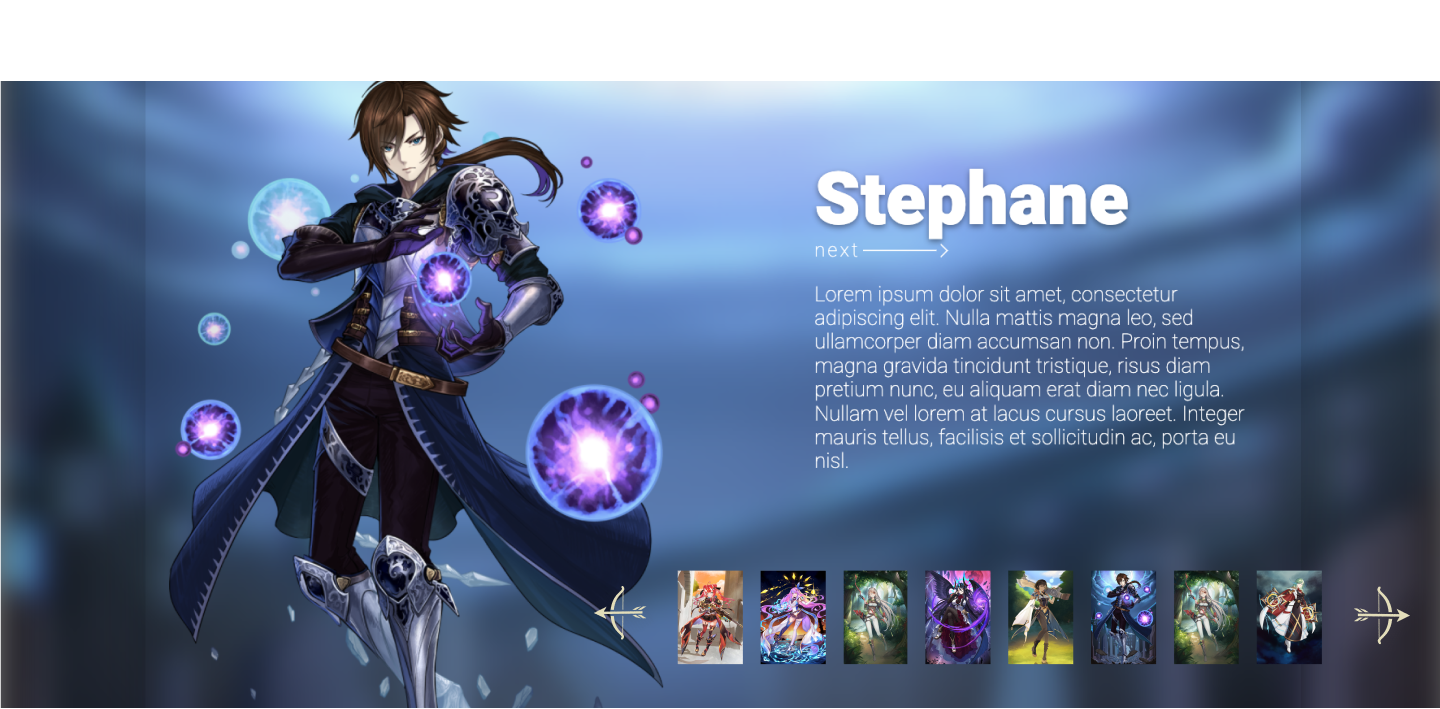 Stephane
next
Lorem ipsum dolor sit amet, consectetur
adipiscing elit. Nulla mattis magna leo, sed
ullamcorper diam accumsan non. Proin tempus,
magna gravida tincidunt tristique, risus diam
pretium nunc, eu aliquam erat diam nec ligula.
Nullam vel lorem at lacus cursus laoreet. Integer
mauris tellus, facilisis et sollicitudin ac, porta eu
nisl.